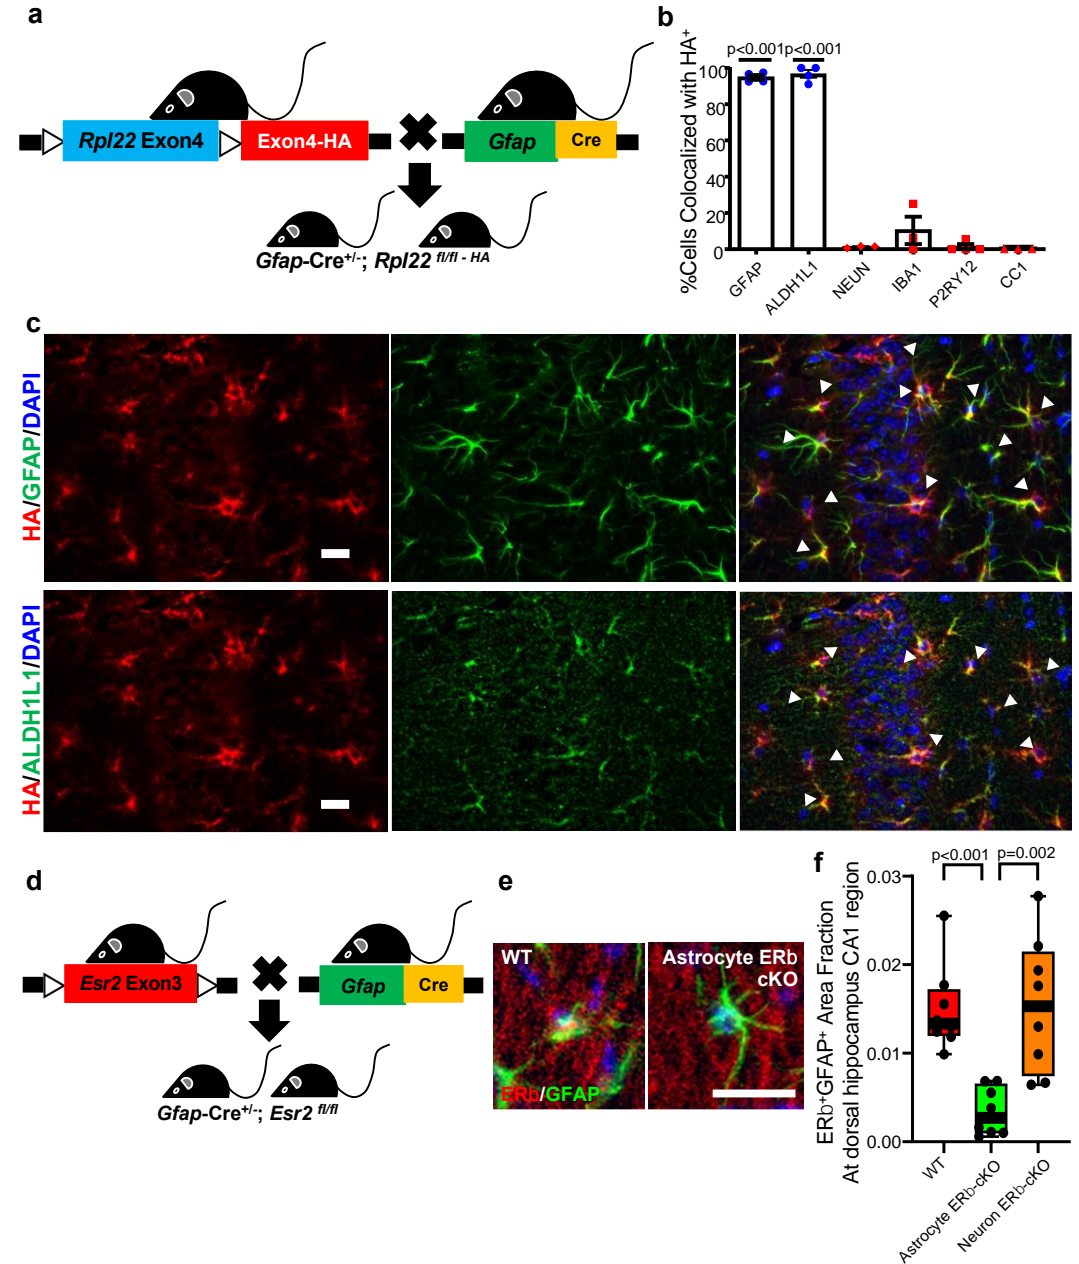 a
Rpl22 Exon4
Exon4-HA
Gfap
Cre
Gfap-Cre+/-; Rpl22 fl/fl - HA
b
%Cells Colocalized with HA+
p<0.001
p<0.001
100
80
60
40
20
0
GFAP
ALDH1L1
NEUN
IBA1
P2RY12
CC1
c
HA/GFAP/DAPI
HA/ALDH1L1/DAPI
d
Esr2 Exon3
Gfap
Cre
Gfap-Cre+/-; Esr2 fl/fl
e
WT
ERb/GFAP
Astrocyte ERb
cKO
f
ERb+GFAP+ Area Fraction
At dorsal hippocampus CA1 region
p<0.001
p=0.002
0.03
0.02
0.01
0.00
WT
Astrocyte ERb-cKO
Neuron ERb-cKO